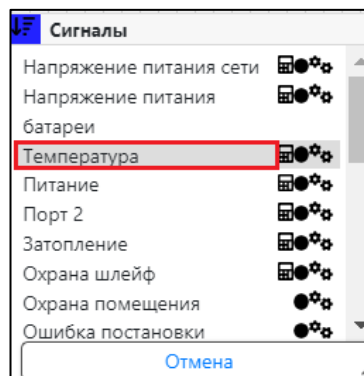 Сигналы
Напряжение питания сети
Напряжение питания
батареи
Температура
Питание
Порт 2
Затопление
Охрана шлейф
Охрана помещения
Ошибка постановки
Отмена